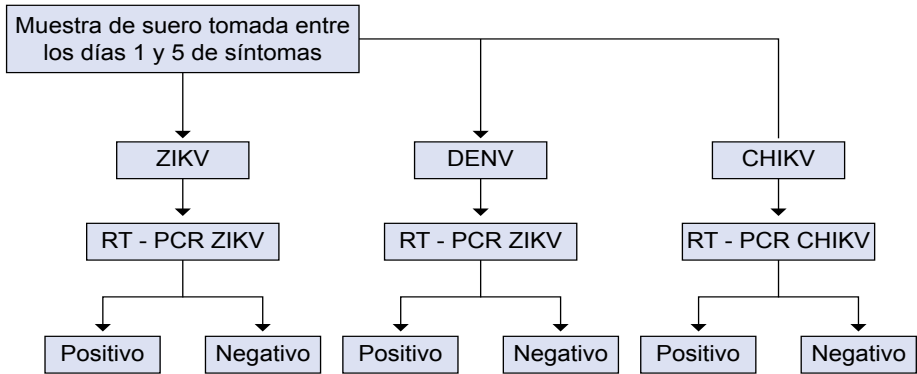 Muestra de suero tomada entre
los días 1 y 5 de síntomas
ZIKV
DENV
CHIKV
RT - PCR ZIKV
RT - PCR ZIKV
RT - PCR CHIKV
Positivo
Negativo
Positivo
Negativo
Positivo
Negativo